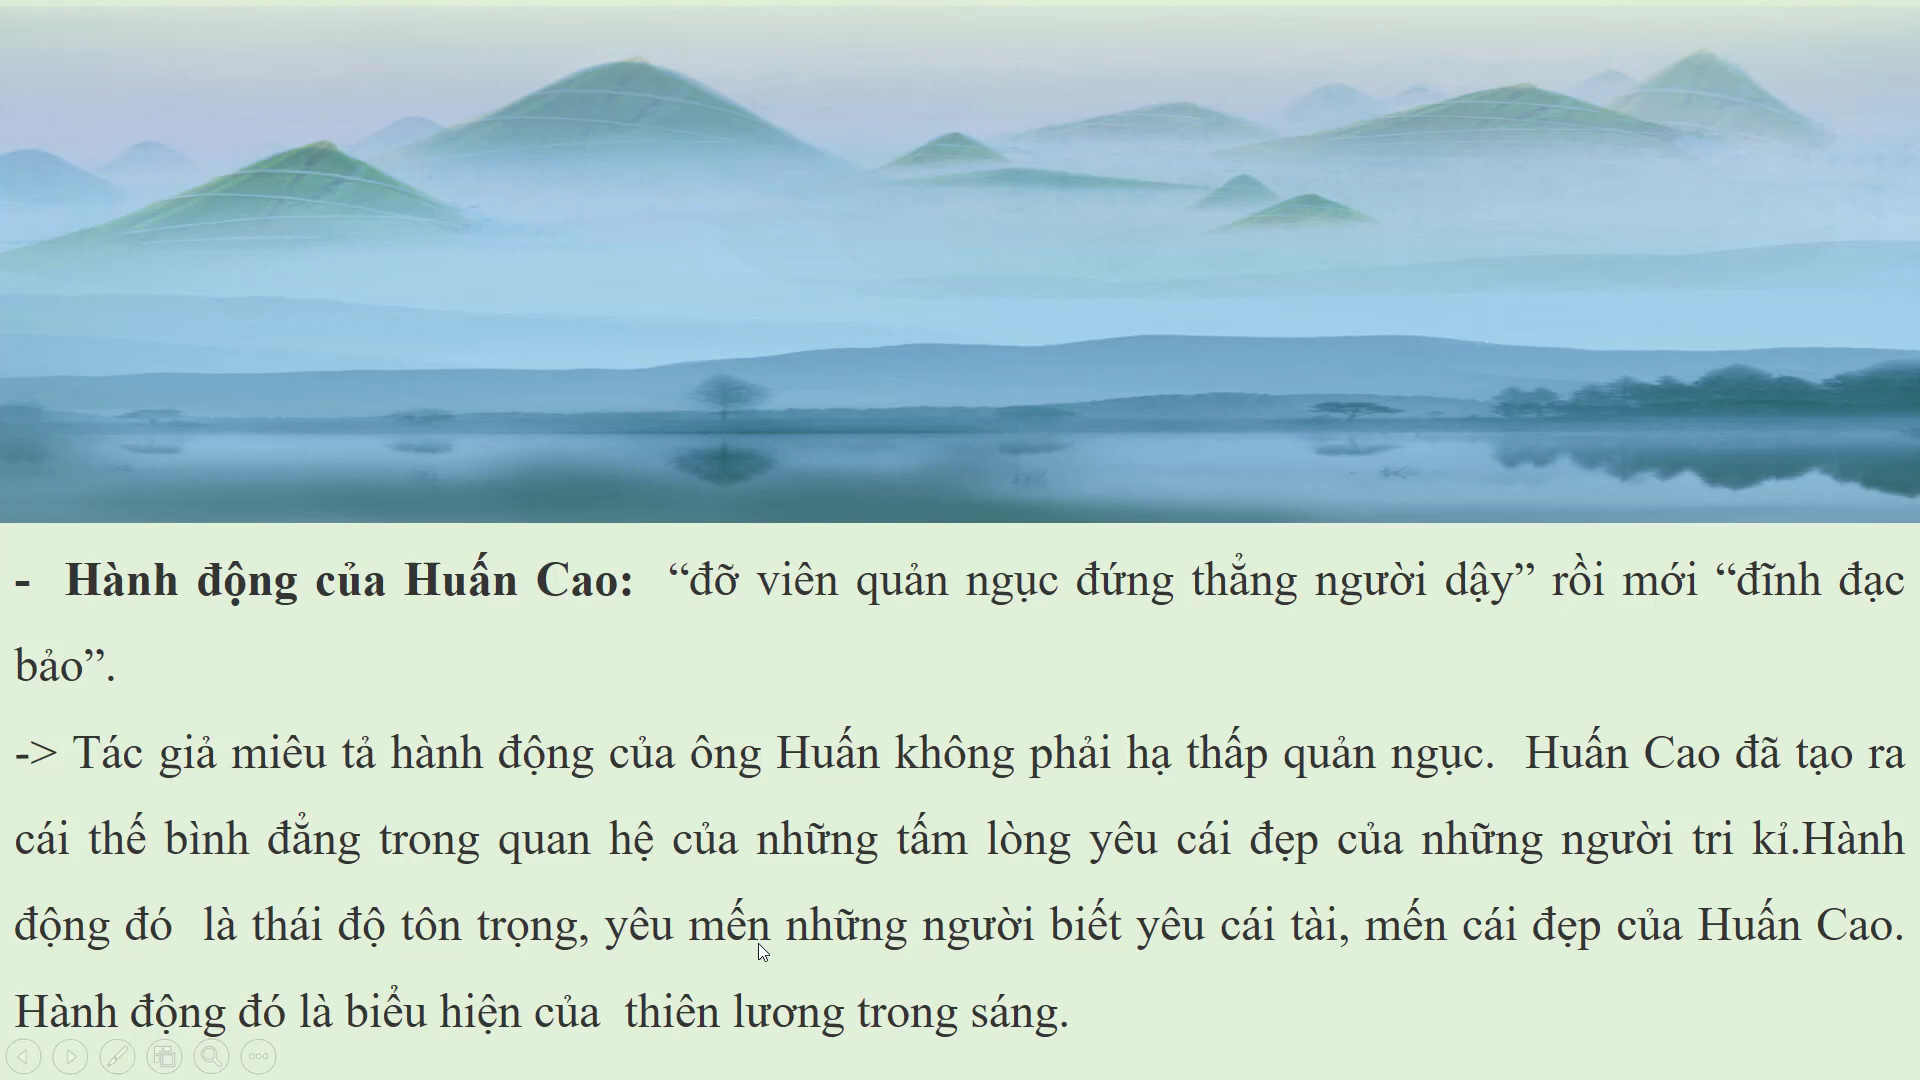 - Hành động của Huấn Cao: “đỡ viên quản ngục đứng thẳng người dậy” rồi mới “đĩnh đạc
bảo”.
-> Tác giả miêu tả hành động của ông Huấn không phải hạ thấp quản ngục. Huấn Cao đã tạo ra
cái thế bình đẳng trong quan hệ của những tấm lòng yêu cái đẹp của những người tri kỉ.Hành
động đó là thái độ tôn trọng, yêu mến những người biết yêu cái tài, mến cái đẹp của Huấn Cao.
Hành động đó là biểu hiện của thiên lương trong sáng.